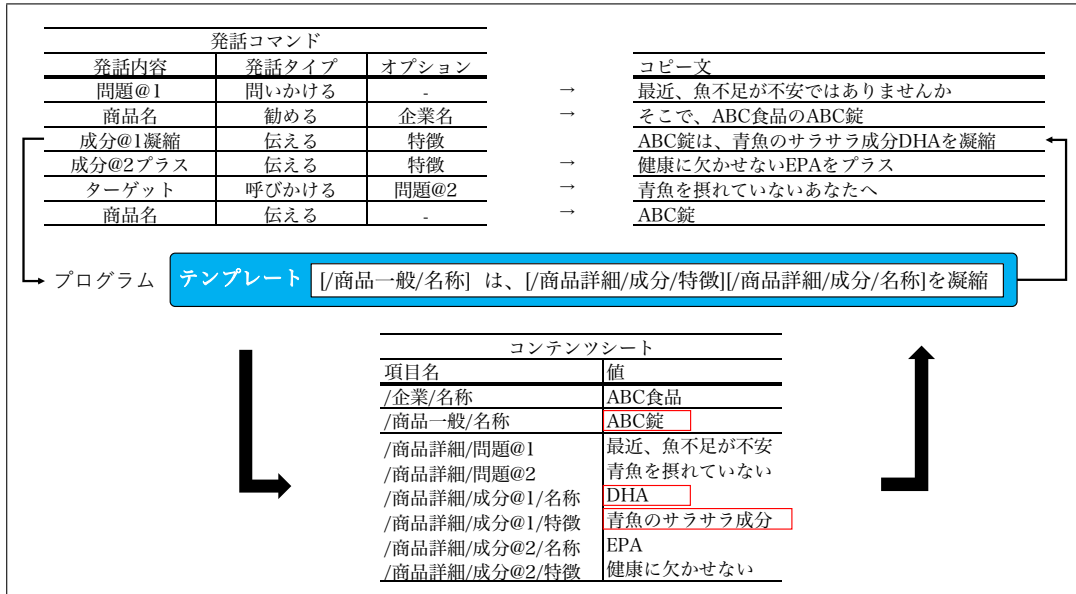 発話コマンド
発話内容 発話タイプ オプション コピー文
問題@1 問いかける - → 最近、魚不足が不安ではありませんか
商品名 勧める 企業名 → そこで、ABC食品のABC錠
成分@1凝縮 伝える 特徴 ABC錠は、青魚のサラサラ成分DHAを凝縮
成分@2プラス 伝える 特徴 → 健康に欠かせないEPAをプラス
ターゲット 呼びかける 問題@2 → 青魚を摂れていないあなたへ
商品名 伝える - → ABC錠
プログラム テンプレート [/商品一般/名称] は、[/商品詳細/成分/特徴][/商品詳細/成分/名称]を凝縮
コンテンツシート
項目名 値
/企業/名称 ABC食品
/商品一般/名称 ABC錠
/商品詳細/問題@1 最近、魚不足が不安
/商品詳細/問題@2 青魚を摂れていない
/商品詳細/成分@1/名称 DHA
/商品詳細/成分@1/特徴 青魚のサラサラ成分
/商品詳細/成分@2/名称 EPA
/商品詳細/成分@2/特徴 健康に欠かせない